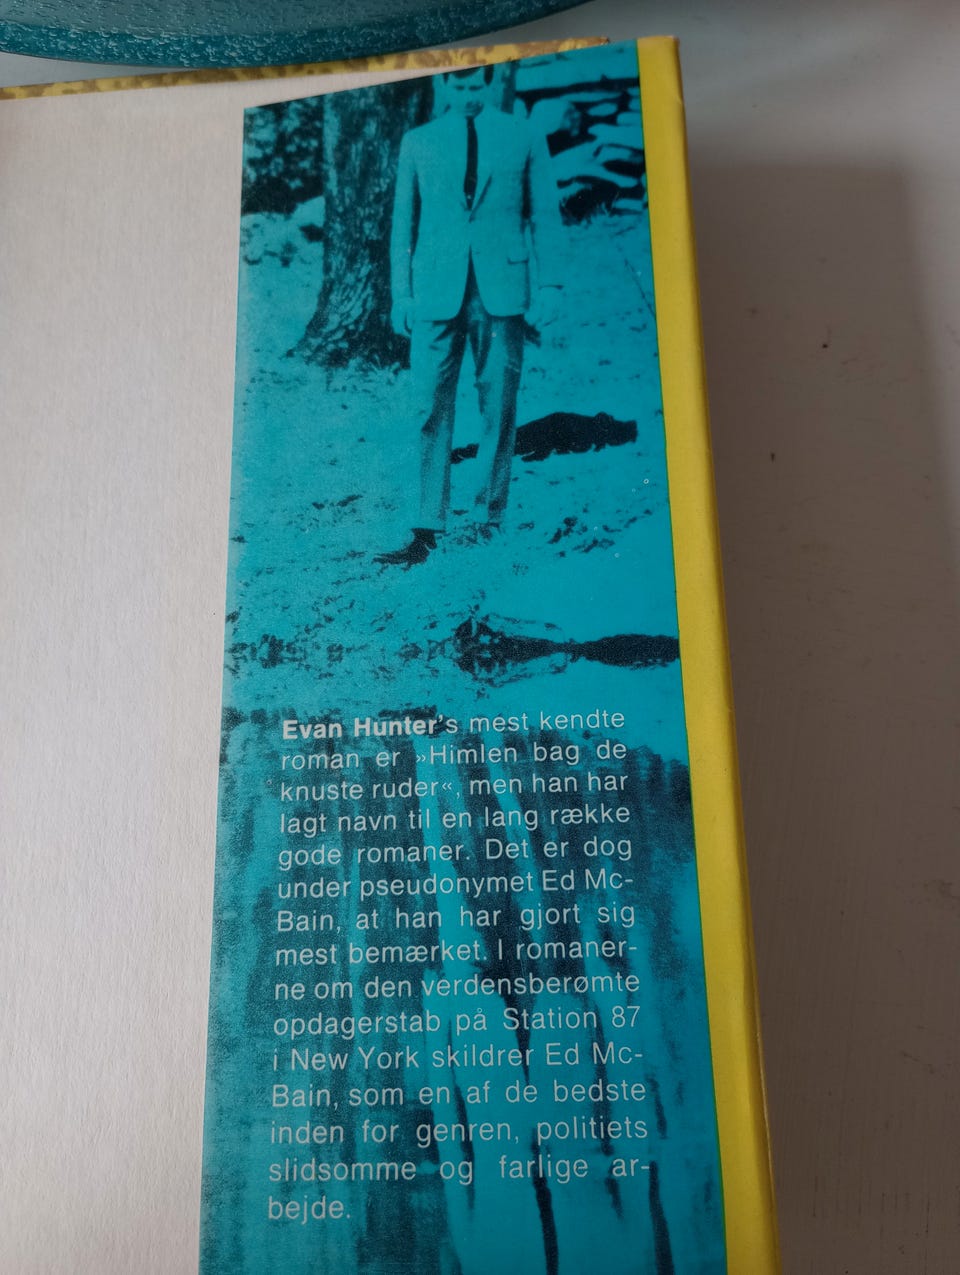 Evan Hunter's mest kendte
roman er »Himlen bag de
knuste ruder«, men han har
lagt navn til en lang række
gode romaner. Det er dog
under pseudonymet Ed Mc-
Bain, at han har gjort sig
mest bemærket. I romaner-
ne om den verdensberømte
opdagerstab på Station 87
i New York skildrer Ed Mc-
Bain, som en af de bedste
inden for genren, politiets
slidsomme og farlige ar-
bejde.